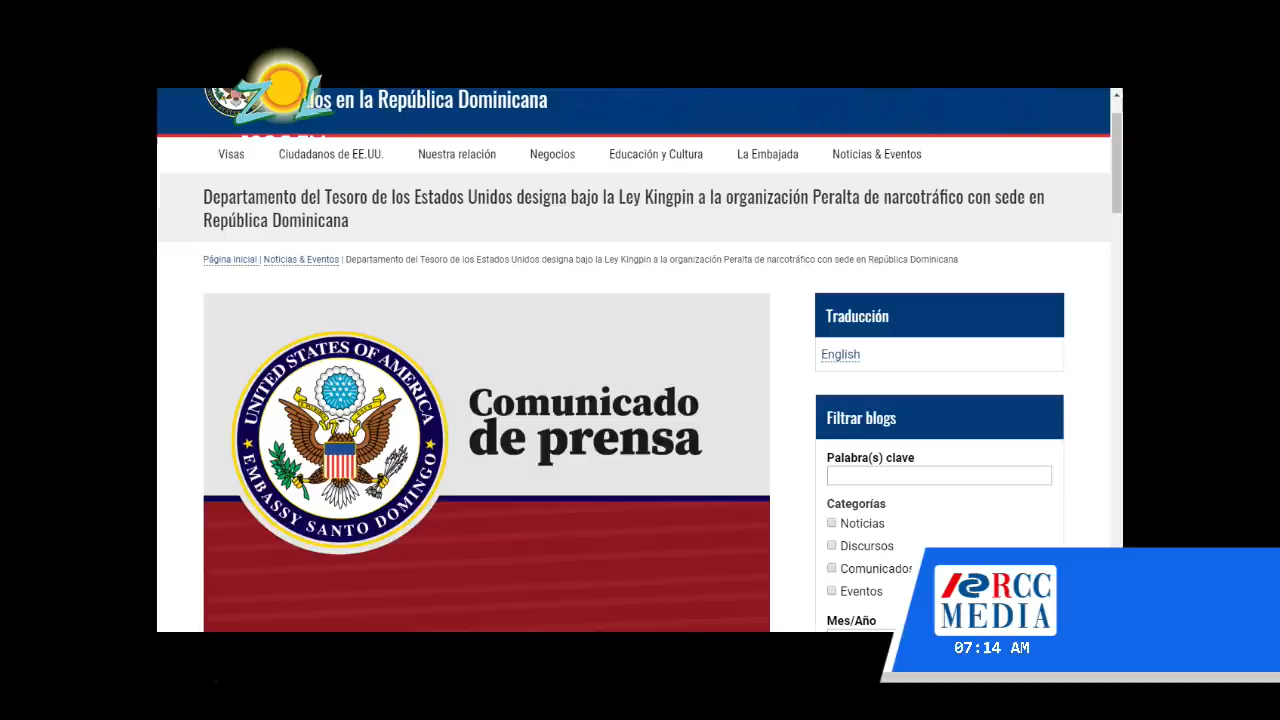 ZOL
os en la República Dominicana
Visas Ciudadanos de EE.UU. Nuestra relación Negocios Educación y Cultura La Embajada Noticias & Eventos
Departamento del Tesoro de los Estados Unidos designa bajo la Ley Kingpin a la organización Peralta de narcotráfico con sede en
República Dominicana
Página Inicial | Noticias & Eventos | Departamento del Tesoro de los Estados Unidos designa bajo la Ley Kingpin a la organización Peralta de narcotráfico con sede en República Dominicana
UNITED STATES OF AMERICA
EMBASSY SANTO DOMINGO
Comunicado
de prensa
Traducción
English
Filtrar blogs
Palabra(s) clave
Categorías
Noticias
Discursos
Comunicados
Eventos
Mes/Año
RCC
MEDIA
07:14 AM